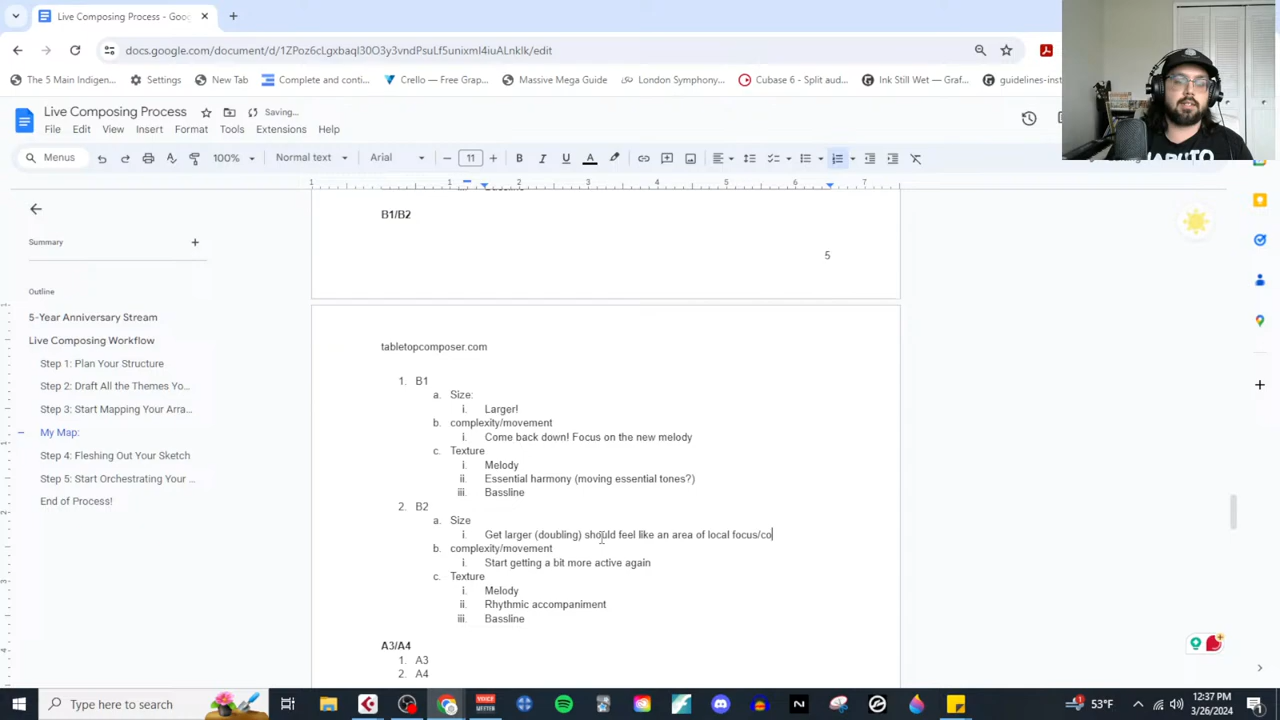 Live Composing Process - Goo
docs.google.com/document/d/1ZPoz6cLgxbaql30O3y3vndPsuLf5unixmI4iuALnkIk/edit
The 5 Main Indigen...
Settings
New Tab
Complete and conti...
Crello — Free Grap...
Massive Mega Guide
London Symphony...
Cubase 6 - Split aud...
Ink Still Wet — Graf...
guidelines-inst
Live Composing Process
Saving...
File Edit View Insert Format Tools Extensions Help
Menus
100%
Normal text
Arial
11
Summary
Outline
5-Year Anniversary Stream
Live Composing Workflow
Step 1: Plan Your Structure
Step 2: Draft All the Themes Yo...
Step 3: Start Mapping Your Arra...
My Map:
Step 4: Fleshing Out Your Sketch
Step 5: Start Orchestrating Your ...
End of Process!
B1/B2
5
tabletopcomposer.com
1. B1
a. Size:
i. Larger!
b. complexity/movement
i. Come back down! Focus on the new melody
c. Texture
i. Melody
ii. Essential harmony (moving essential tones?)
iii. Bassline
2. B2
a. Size
i. Get larger (doubling) should feel like an area of local focus/co
b. complexity/movement
i. Start getting a bit more active again
c. Texture
i. Melody
ii. Rhythmic accompaniment
iii. Bassline
A3/A4
1. A3
2. A4
Type here to search
53°F
12:37 PM
3/26/2024